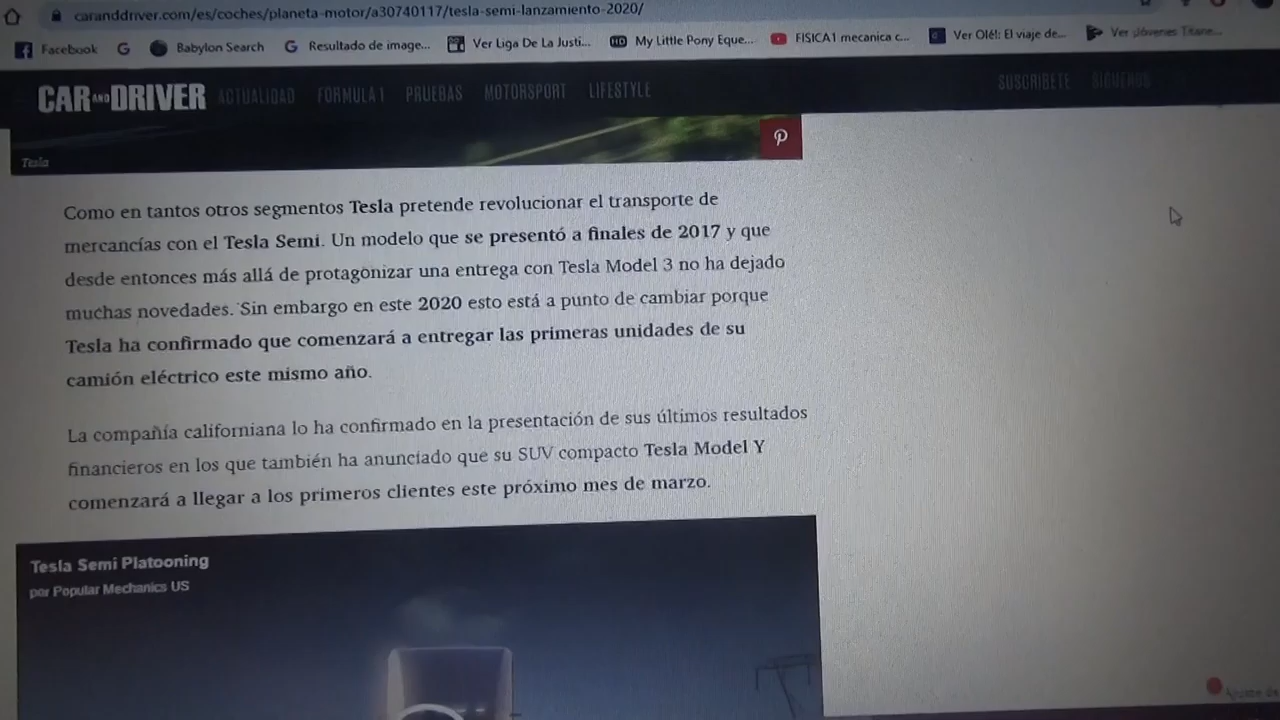 caranddriver.com/es/coches/planeta-motor/a30740117/tesla-semi-lanzamiento-2020/
Facebook Babylon Search Resultado de image... Ver Liga De La Justi... My Little Pony Eque... FISICA1 mecanica c... Ver Olé!: El viaje de... Ver Jóvenes Titane...
CAR AND DRIVER ACTUALIDAD FORMULA 1 PRUEBAS MOTORSPORT LIFESTYLE SUSCRIBETE SIGUENOS
Tesla
Como en tantos otros segmentos Tesla pretende revolucionar el transporte de
mercancías con el Tesla Semi. Un modelo que se presentó a finales de 2017 y que
desde entonces más allá de protagonizar una entrega con Tesla Model 3 no ha dejado
muchas novedades. Sin embargo en este 2020 esto está a punto de cambiar porque
Tesla ha confirmado que comenzará a entregar las primeras unidades de su
camión eléctrico este mismo año.
La compañía californiana lo ha confirmado en la presentación de sus últimos resultados
financieros en los que también ha anunciado que su SUV compacto Tesla Model Y
comenzará a llegar a los primeros clientes este próximo mes de marzo.
Tesla Semi Platooning
por Popular Mechanics US
Ajuste de